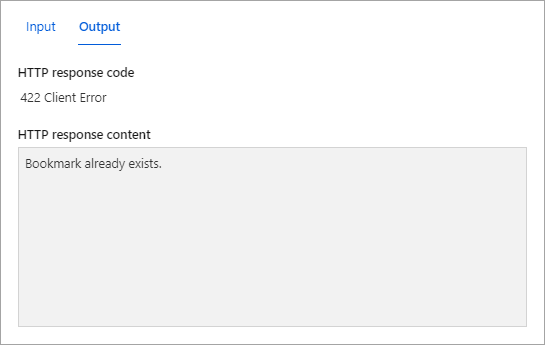 Input Output
HTTP response code
422 Client Error
HTTP response content
Bookmark already exists.